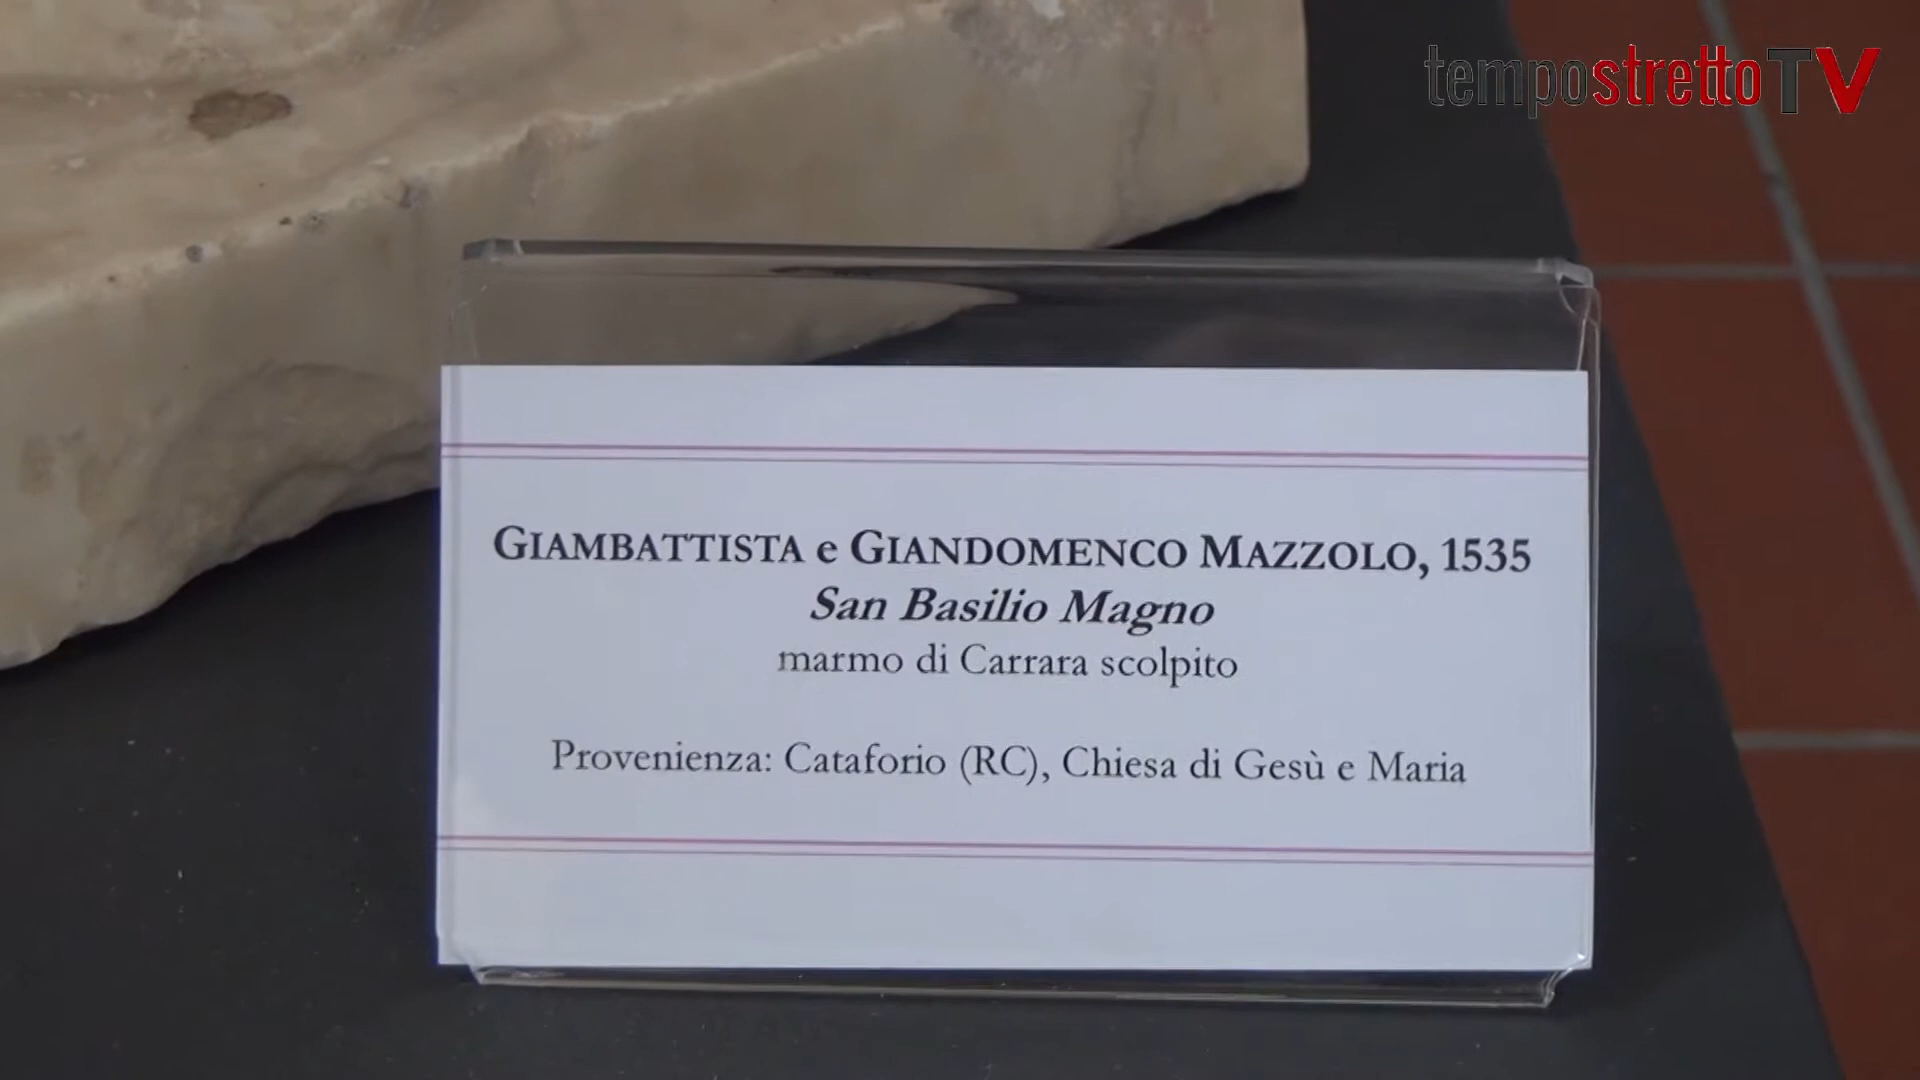 tempostrettoTV
GIAMBATTISTA e GIANDOMENCO MAZZOLO, 1535
San Basilio Magno
marmo di Carrara scolpito
Provenienza: Cataforio (RC), Chiesa di Gesù e Maria